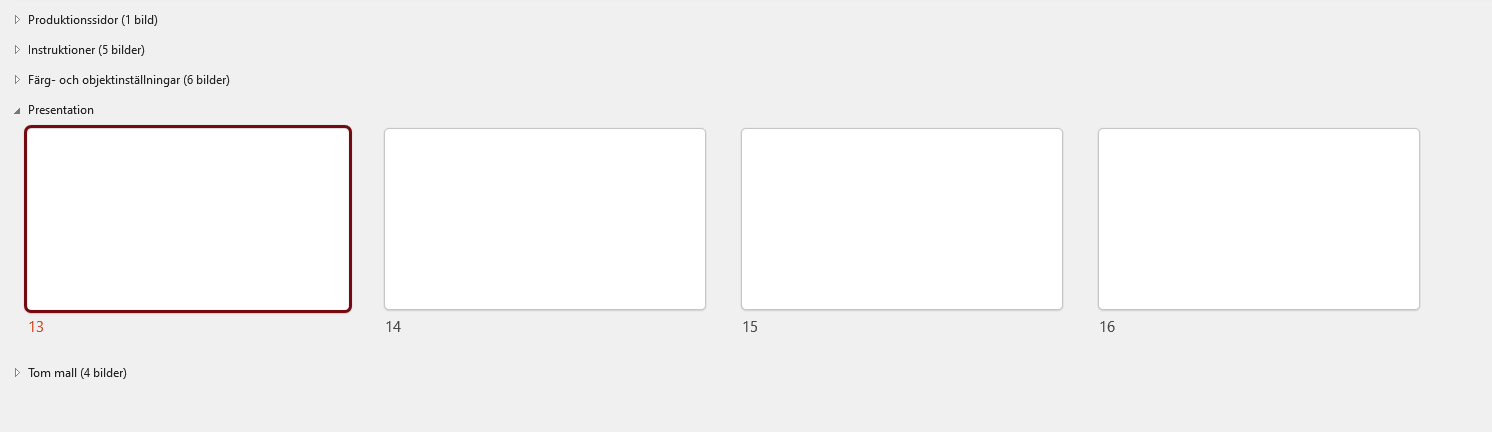 Produktionssidor (1 bild)
Instruktioner (5 bilder)
Färg- och objektinställningar (6 bilder)
Presentation
13
14
15
16
Tom mall (4 bilder)